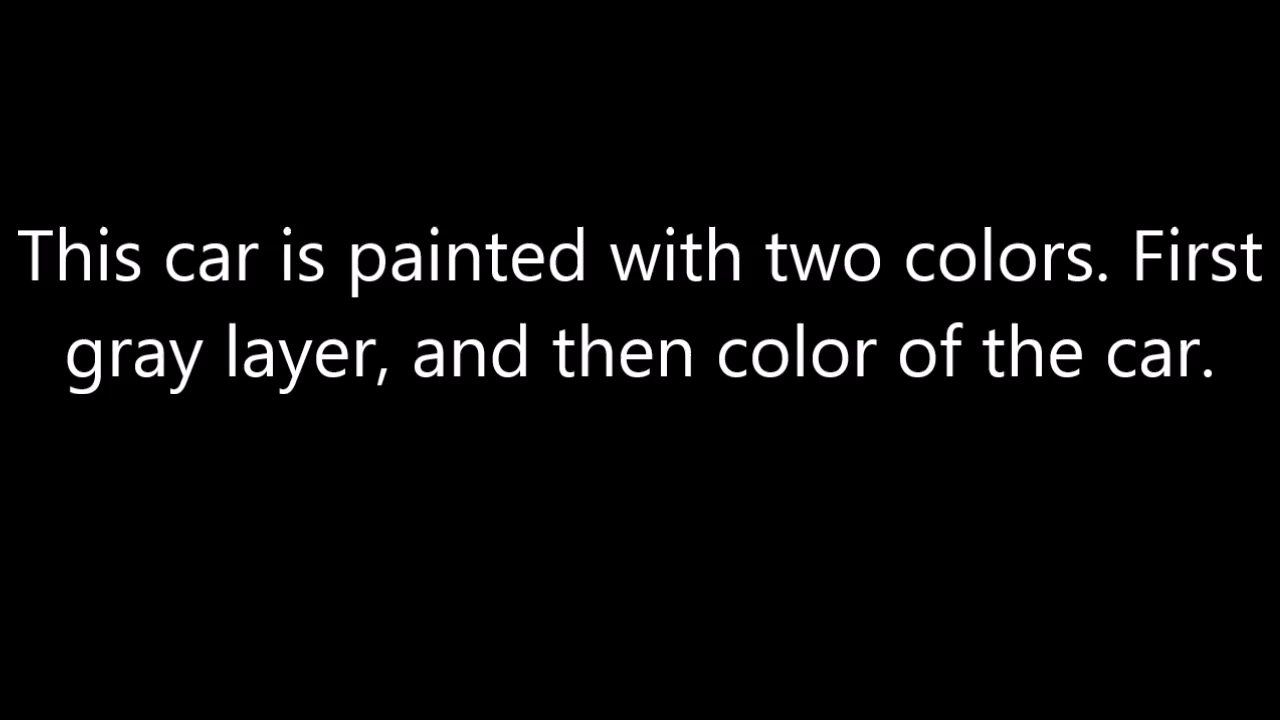 This car is painted with two colors. First
gray layer, and then color of the car.